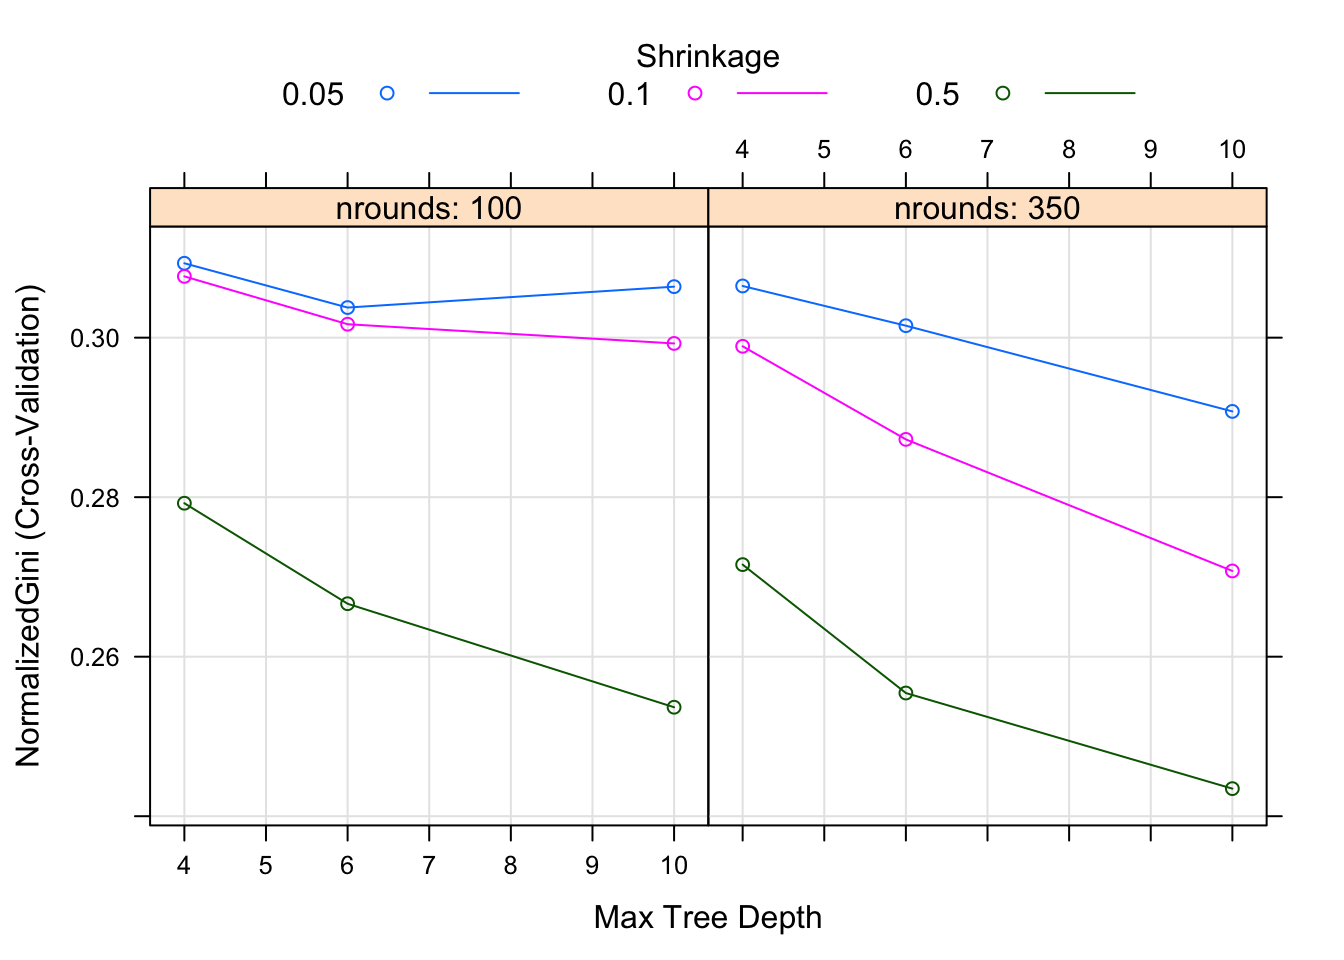 Shrinkage
0.05 0.1 0.5
4 5 6 7 8 9 10
nrounds: 100 nrounds: 350
NormalizedGini (Cross-Validation)
0.30
0.28
0.26
4 5 6 7 8 9 10
Max Tree Depth